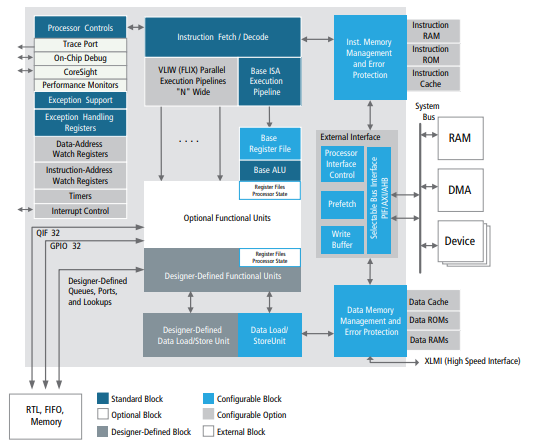 Processor Controls
Trace Port
On-Chip Debug
CoreSight
Performance Monitors
Exception Support
Exception Handling
Registers
Data-Address
Watch Registers
Instruction-Address
Watch Registers
Timers
Interrupt Control
Instruction Fetch / Decode
VLIW (FLIX) Parallel
Execution Pipelines
"N" Wide
Base ISA
Execution
Pipeline
. . . .
Base
Register File
Base ALU
Register Files
Processor State
Optional Functional Units
Register Files
Processor State
Designer-Defined Functional Units
Designer-Defined
Data Load/Store Unit
Data Load/
StoreUnit
Inst. Memory
Management
and Error
Protection
Instruction
RAM
Instruction
ROM
Instruction
Cache
External Interface
Processor
Interface
Control
Prefetch
Write
Buffer
Selectable Bus Interface
PIF/AXI/AHB
System
Bus
RAM
DMA
Device
Data Memory
Management and
Error Protection
Data Cache
Data ROMs
Data RAMs
XLMI (High Speed Interface)
QIF 32
GPIO 32
Designer-Defined
Queues, Ports,
and Lookups
RTL, FIFO,
Memory
Standard Block
Optional Block
Designer-Defined Block
Configurable Block
Configurable Option
External Block